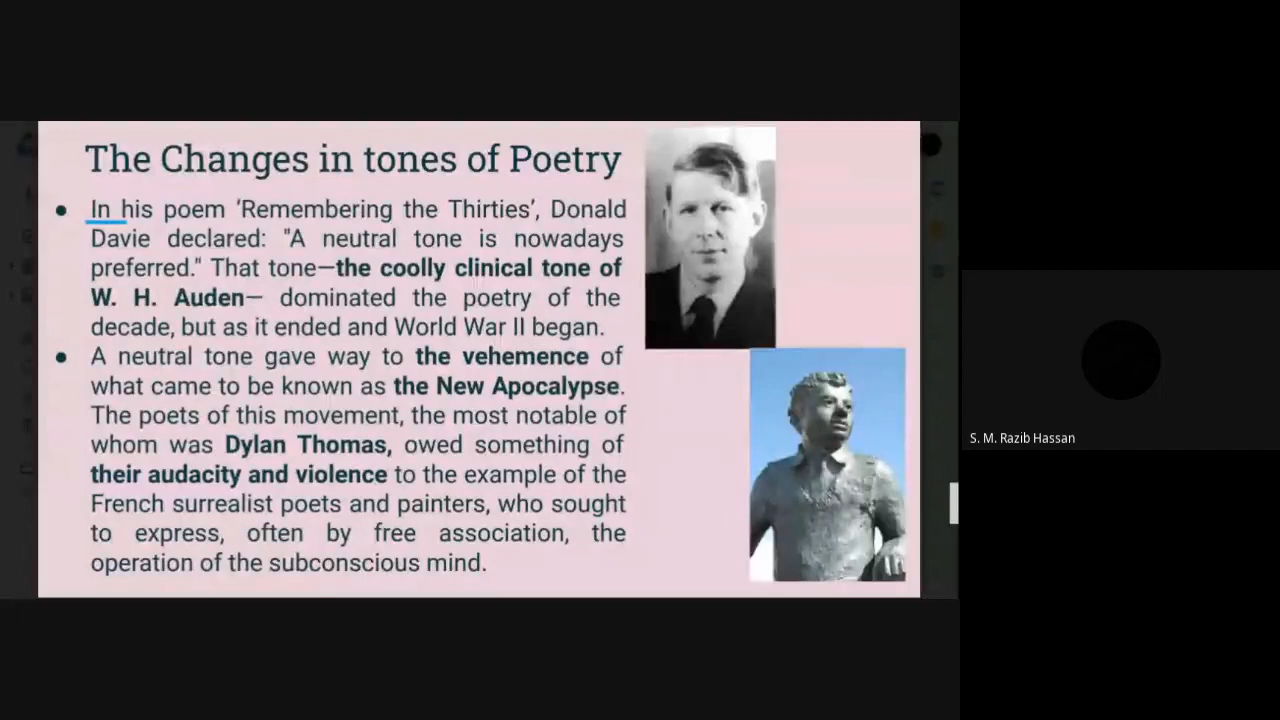 The Changes in tones of Poetry
● In his poem ‘Remembering the Thirties’, Donald
Davie declared: "A neutral tone is nowadays
preferred." That tone—the coolly clinical tone of
W. H. Auden— dominated the poetry of the
decade, but as it ended and World War II began.
● A neutral tone gave way to the vehemence of
what came to be known as the New Apocalypse.
The poets of this movement, the most notable of
whom was Dylan Thomas, owed something of
their audacity and violence to the example of the
French surrealist poets and painters, who sought
to express, often by free association, the
operation of the subconscious mind.
S. M. Razib Hassan